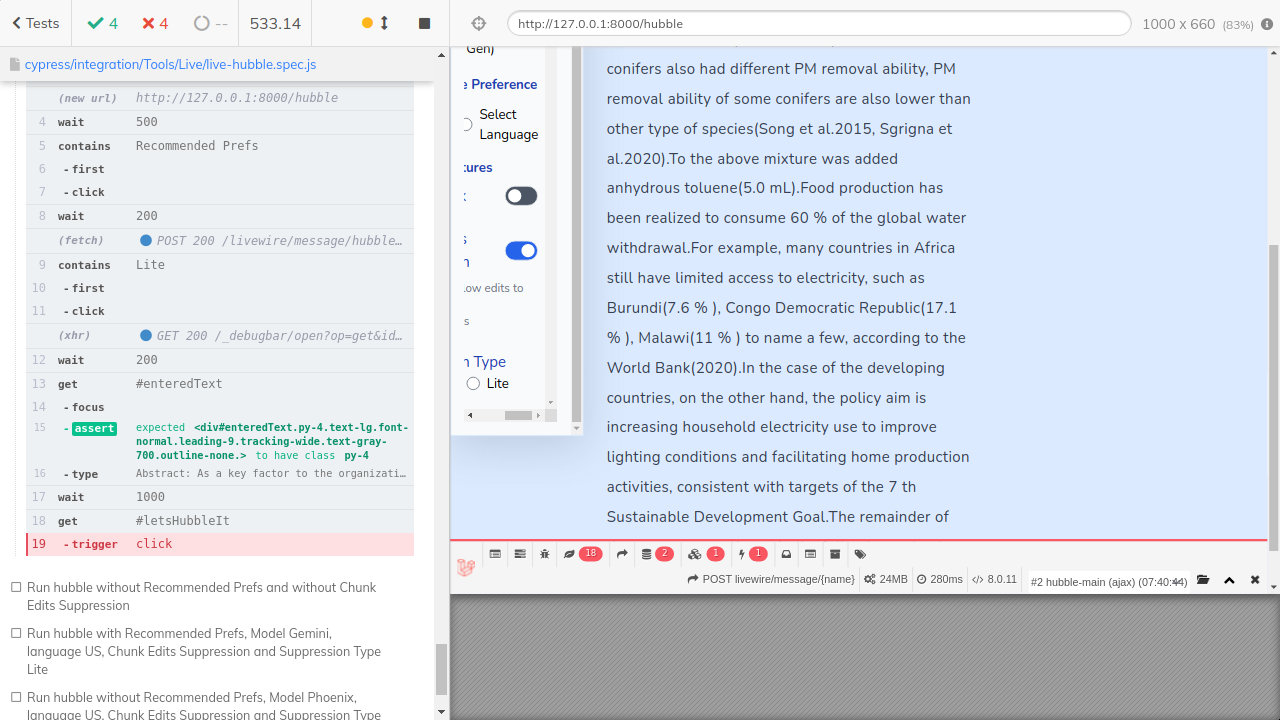 Tests
4
4
--
533.14
http://127.0.0.1:8000/hubble
1000 x 660 (83%)
cypress/integration/Tools/Live/live-hubble.spec.js
(new url) http://127.0.0.1:8000/hubble
4 wait 500
5 contains Recommended Prefs
6 - first
7 - click
8 wait 200
(fetch) POST 200 /livewire/message/hubble…
9 contains Lite
10 - first
11 - click
(xhr) GET 200 /_debugbar/open?op=get&id…
12 wait 200
13 get #enteredText
14 - focus
15 - assert expected <div#enteredText.py-4.text-lg.font-
normal.leading-9.tracking-wide.text-gray-
700.outline-none.> to have class py-4
16 - type Abstract: As a key factor to the organizati…
17 wait 1000
18 get #letsHubbleIt
19 - trigger click
Run hubble without Recommended Prefs and without Chunk
Edits Suppression
Run hubble with Recommended Prefs, Model Gemini,
language US, Chunk Edits Suppression and Suppression Type
Lite
Run hubble without Recommended Prefs, Model Phoenix,
language US, Chunk Edits Suppression and Suppression Type
Gen)
e Preference
Select
Language
tures
k
s
n
low edits to
s
n Type
Lite
conifers also had different PM removal ability, PM
removal ability of some conifers are also lower than
other type of species(Song et al.2015, Sgrigna et
al.2020).To the above mixture was added
anhydrous toluene(5.0 mL).Food production has
been realized to consume 60 % of the global water
withdrawal.For example, many countries in Africa
still have limited access to electricity, such as
Burundi(7.6 % ), Congo Democratic Republic(17.1
% ), Malawi(11 % ) to name a few, according to the
World Bank(2020).In the case of the developing
countries, on the other hand, the policy aim is
increasing household electricity use to improve
lighting conditions and facilitating home production
activities, consistent with targets of the 7 th
Sustainable Development Goal.The remainder of
18
2
1
1
POST livewire/message/{name}
24MB
280ms
8.0.11
#2 hubble-main (ajax) (07:40:44)